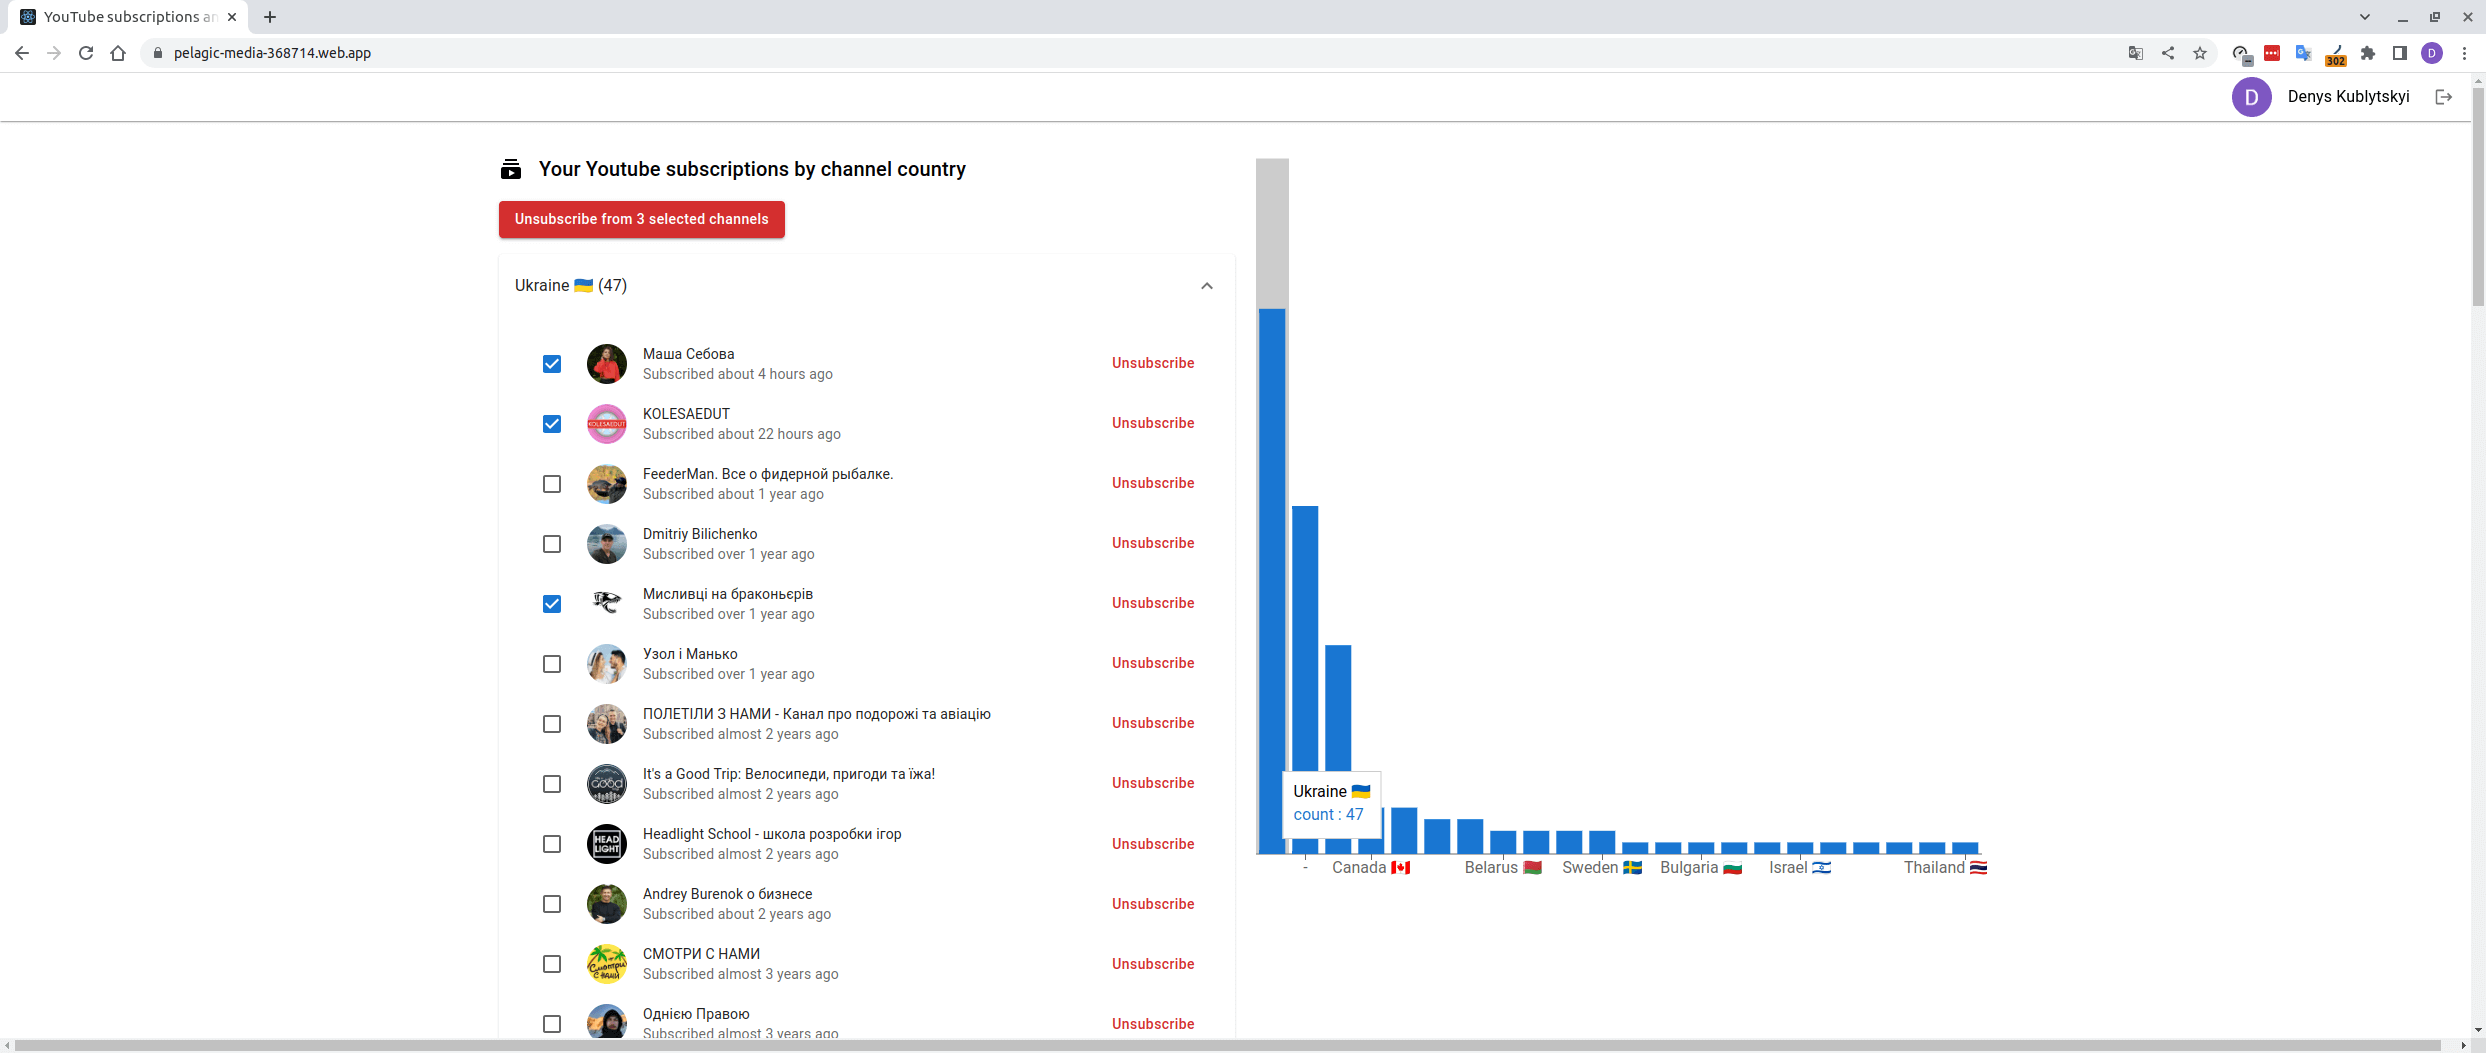 YouTube subscriptions an
pelagic-media-368714.web.app
302
D
D
Denys Kublytskyi
Your Youtube subscriptions by channel country
Unsubscribe from 3 selected channels
Ukraine 🇺🇦 (47)
Маша Себова
Subscribed about 4 hours ago
Unsubscribe
KOLESAEDUT
KOLESAEDUT
Subscribed about 22 hours ago
Unsubscribe
FeederMan. Все о фидерной рыбалке.
Subscribed about 1 year ago
Unsubscribe
Dmitriy Bilichenko
Subscribed over 1 year ago
Unsubscribe
Мисливці на браконьєрів
Subscribed over 1 year ago
Unsubscribe
Узол і Манько
Subscribed over 1 year ago
Unsubscribe
ПОЛЕТІЛИ З НАМИ - Канал про подорожі та авіацію
Subscribed almost 2 years ago
Unsubscribe
GOOD
It's a Good Trip: Велосипеди, пригоди та їжа!
Subscribed almost 2 years ago
Unsubscribe
HEAD
LIGHT
Headlight School - школа розробки ігор
Subscribed almost 2 years ago
Unsubscribe
Andrey Burenok о бизнесе
Subscribed about 2 years ago
Unsubscribe
Смотри
с нами
СМОТРИ С НАМИ
Subscribed almost 3 years ago
Unsubscribe
Однією Правою
Subscribed almost 3 years ago
Unsubscribe
Ukraine 🇺🇦
count : 47
-
Canada 🇨🇦
Belarus 🇧🇾
Sweden 🇸🇪
Bulgaria 🇧🇬
Israel 🇮🇱
Thailand 🇹🇭